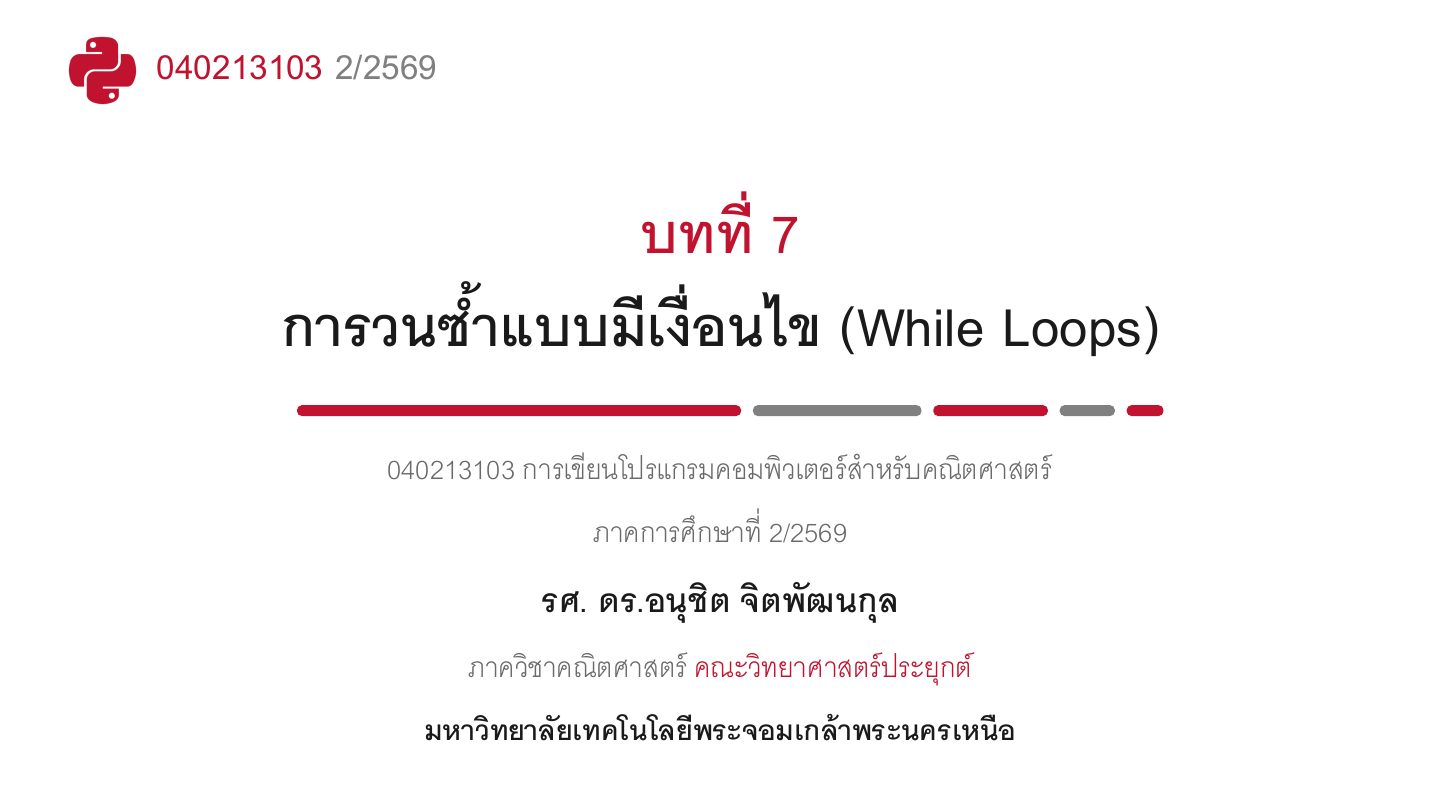 040213103 2/2569
บทที่ 7
การวนซ้ำแบบมีเงื่อนไข (While Loops)
040213103 การเขียนโปรแกรมคอมพิวเตอร์สำหรับคณิตศาสตร์
ภาคการศึกษาที่ 2/2569
รศ. ดร.อนุชิต จิตพัฒนกุล
ภาควิชาคณิตศาสตร์ คณะวิทยาศาสตร์ประยุกต์
มหาวิทยาลัยเทคโนโลยีพระจอมเกล้าพระนครเหนือ